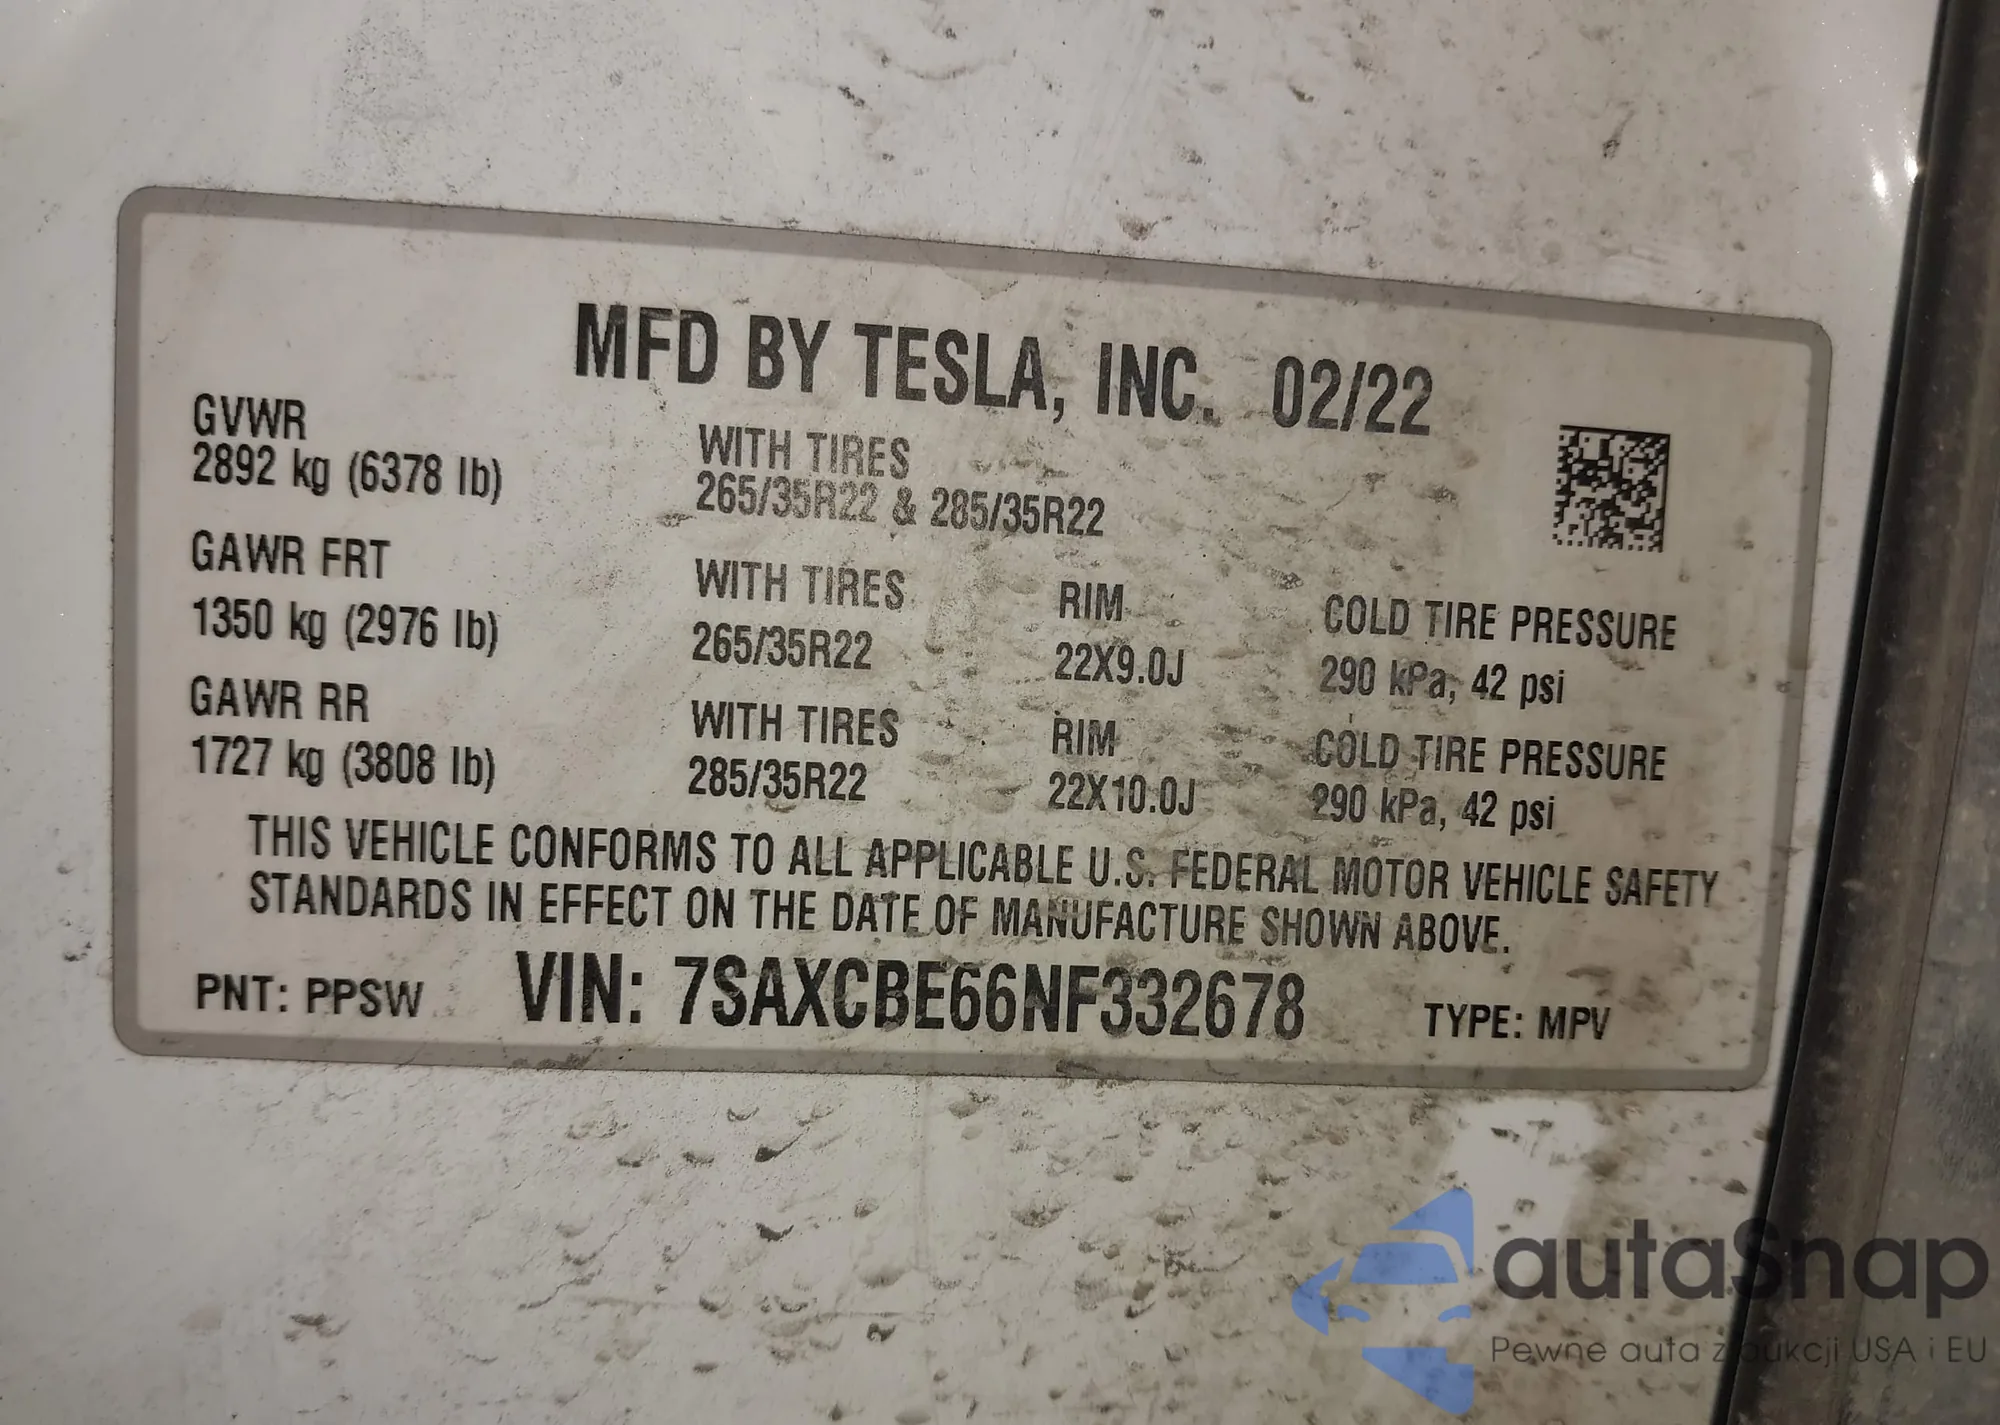 MFD BY TESLA, INC. 02/22
GVWR
2892 kg (6378 lb)
WITH TIRES
265/35R22 & 285/35R22
GAWR FRT
1350 kg (2976 lb)
WITH TIRES
265/35R22
RIM
22X9.0J
COLD TIRE PRESSURE
290 kPa, 42 psi
GAWR RR
1727 kg (3808 lb)
WITH TIRES
285/35R22
RIM
22X10.0J
COLD TIRE PRESSURE
290 kPa, 42 psi
THIS VEHICLE CONFORMS TO ALL APPLICABLE U.S. FEDERAL MOTOR VEHICLE SAFETY
STANDARDS IN EFFECT ON THE DATE OF MANUFACTURE SHOWN ABOVE.
PNT: PPSW VIN: 7SAXCBE66NF332678 TYPE: MPV
autaSnap
Pewne auta z aukcji USA i EU